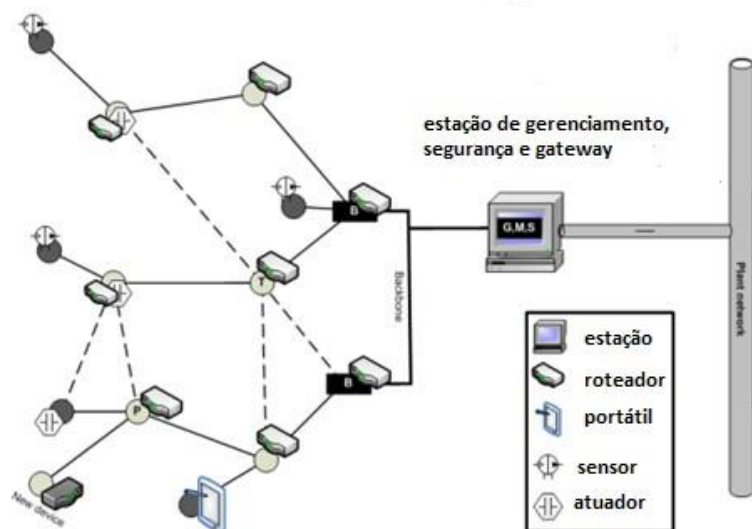 estação de gerenciamento,
segurança e gateway
B
G,M,S
Plant network
T
Backbone
B
P
New device
estação
roteador
portátil
sensor
atuador